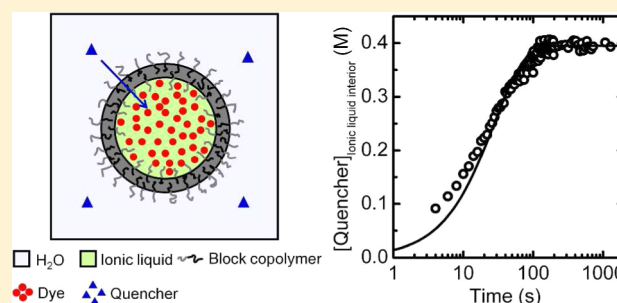 H₂O
Ionic liquid
Block copolymer
Dye
Quencher
[Quencher]Ionic liquid interior (M)
0.4
0.3
0.2
0.1
0.0
1
10
100
1000
Time (s)